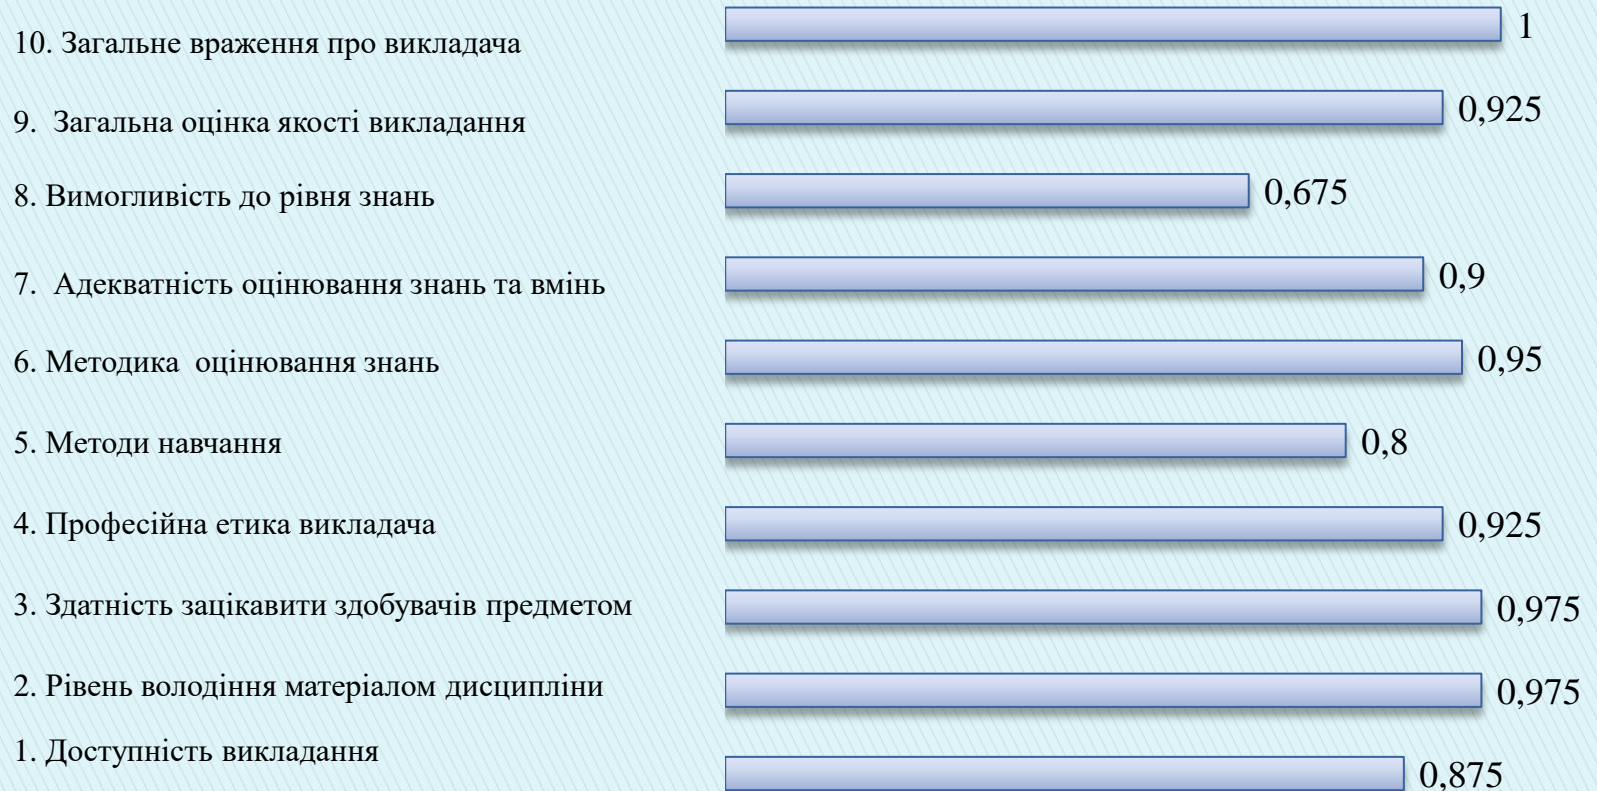 10. Загальне враження про викладача 1
9. Загальна оцінка якості викладання 0,925
8. Вимогливість до рівня знань 0,675
7. Адекватність оцінювання знань та вмінь 0,9
6. Методика оцінювання знань 0,95
5. Методи навчання 0,8
4. Професійна етика викладача 0,925
3. Здатність зацікавити здобувачів предметом 0,975
2. Рівень володіння матеріалом дисципліни 0,975
1. Доступність викладання 0,875